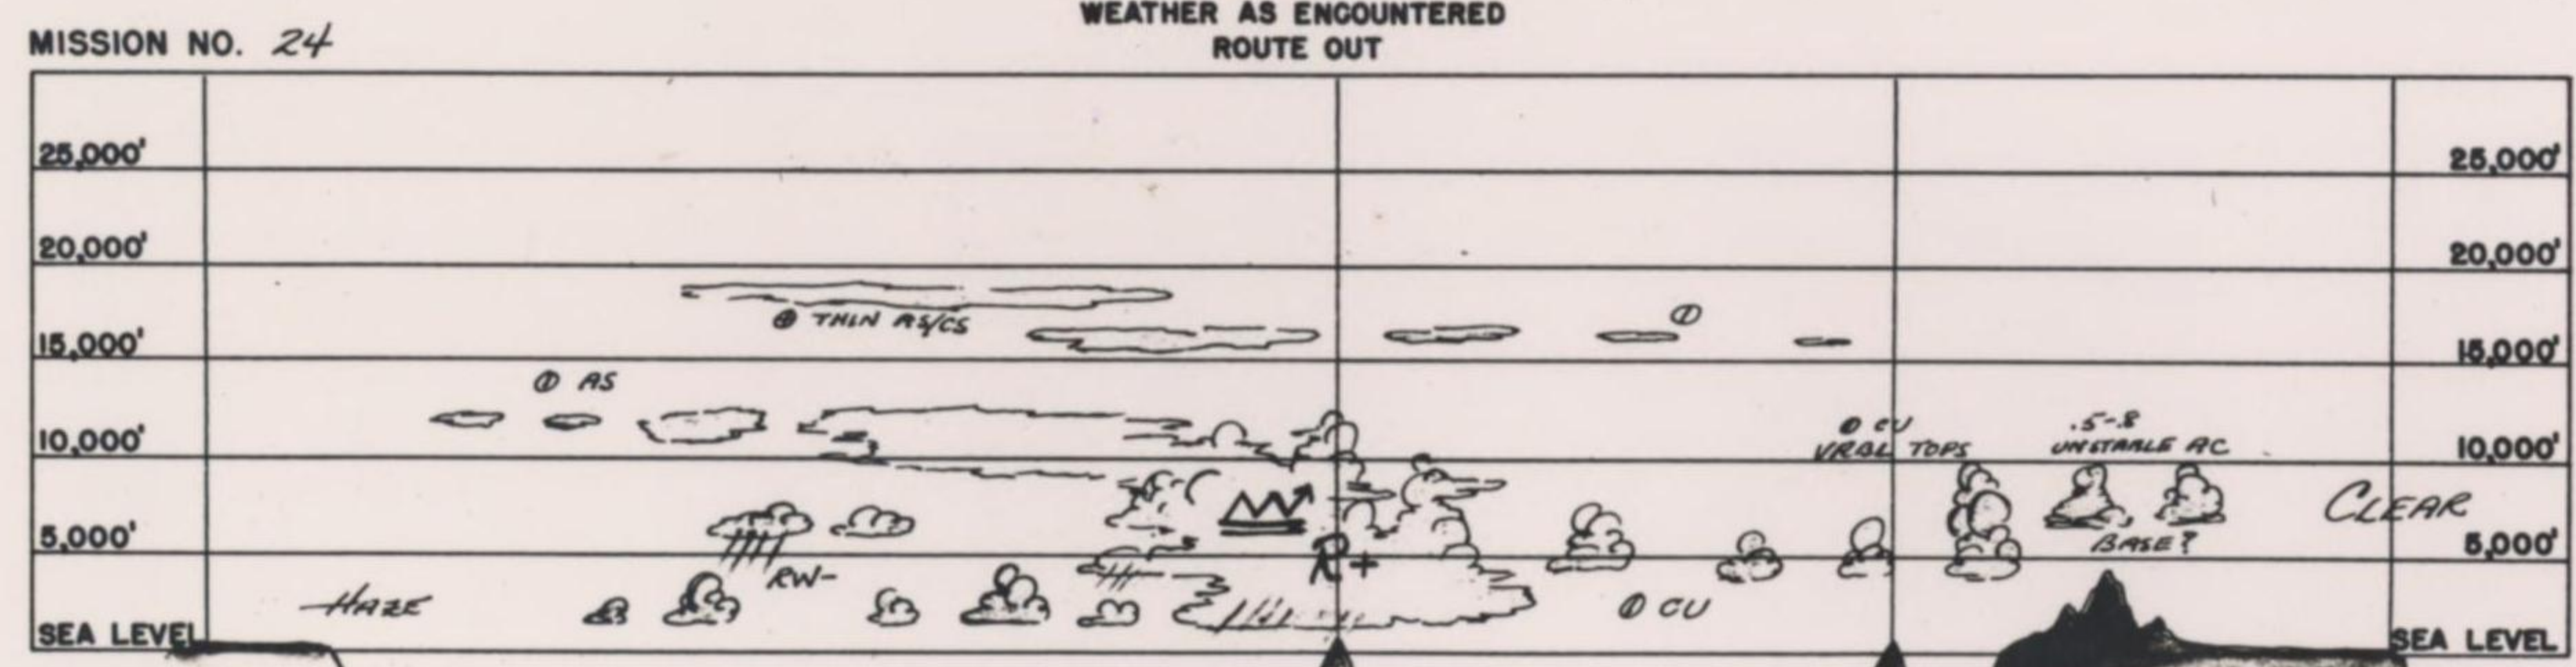 WEATHER AS ENCOUNTERED
MISSION NO. 24
ROUTE OUT
25,000' 25,000'
20,000' 20,000'
⊕ THIN AS/CS
15,000' 15,000'
⦶ AS
⦶ CU .5-.8
10,000' VRBL TOPS UNSTABLE AC 10,000'
CLEAR
5,000' BASE? 5,000'
R+
RW-
HAZE ⦶ CU
SEA LEVEL SEA LEVEL